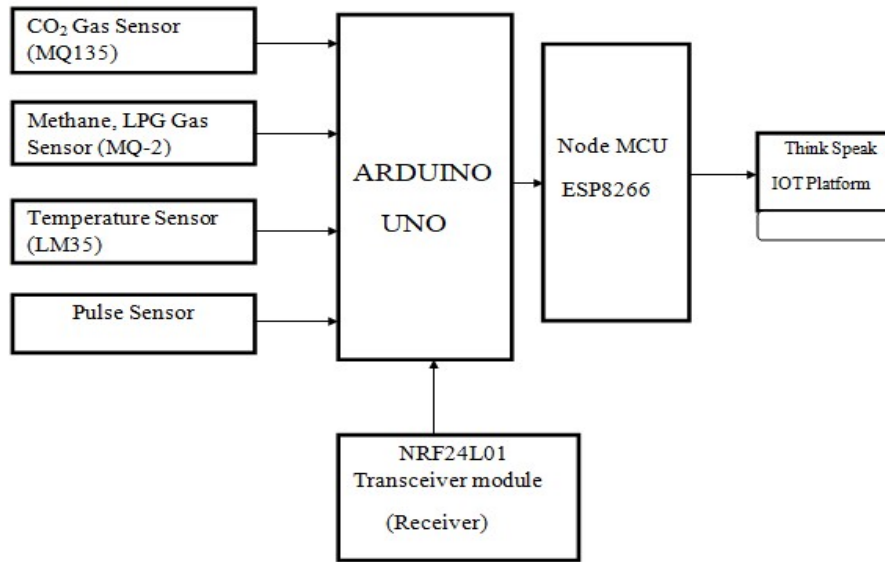 CO₂ Gas Sensor
(MQ135)
Methane, LPG Gas
Sensor (MQ-2)
Temperature Sensor
(LM35)
Pulse Sensor
ARDUINO
UNO
Node MCU
ESP8266
Think Speak
IOT Platform
NRF24L01
Transceiver module
(Receiver)